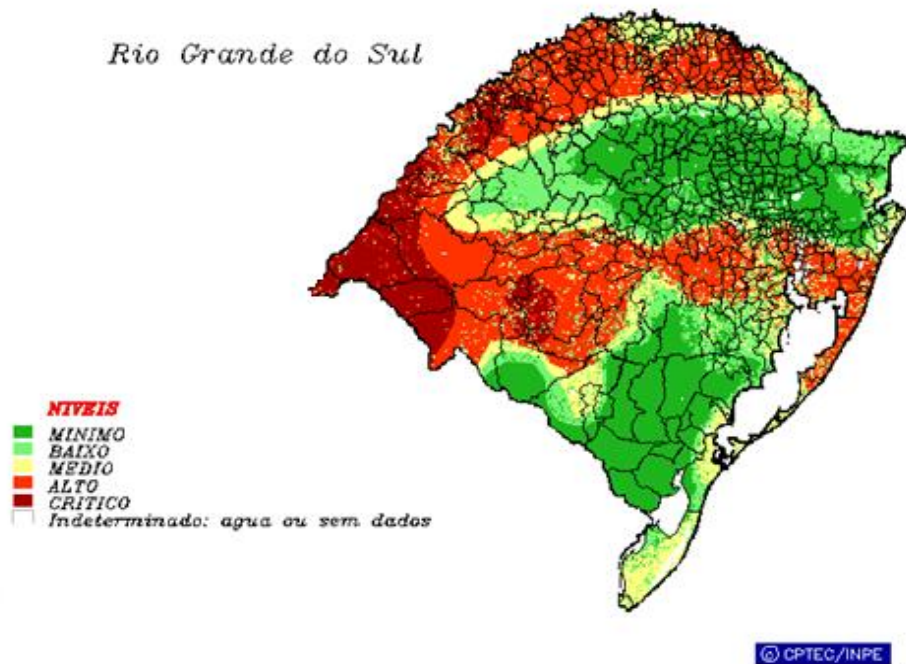 Rio Grande do Sul
NIVEIS
MINIMO
BAIXO
MEDIO
ALTO
CRITICO
Indeterminado: agua ou sem dados
CPTEC/INPE